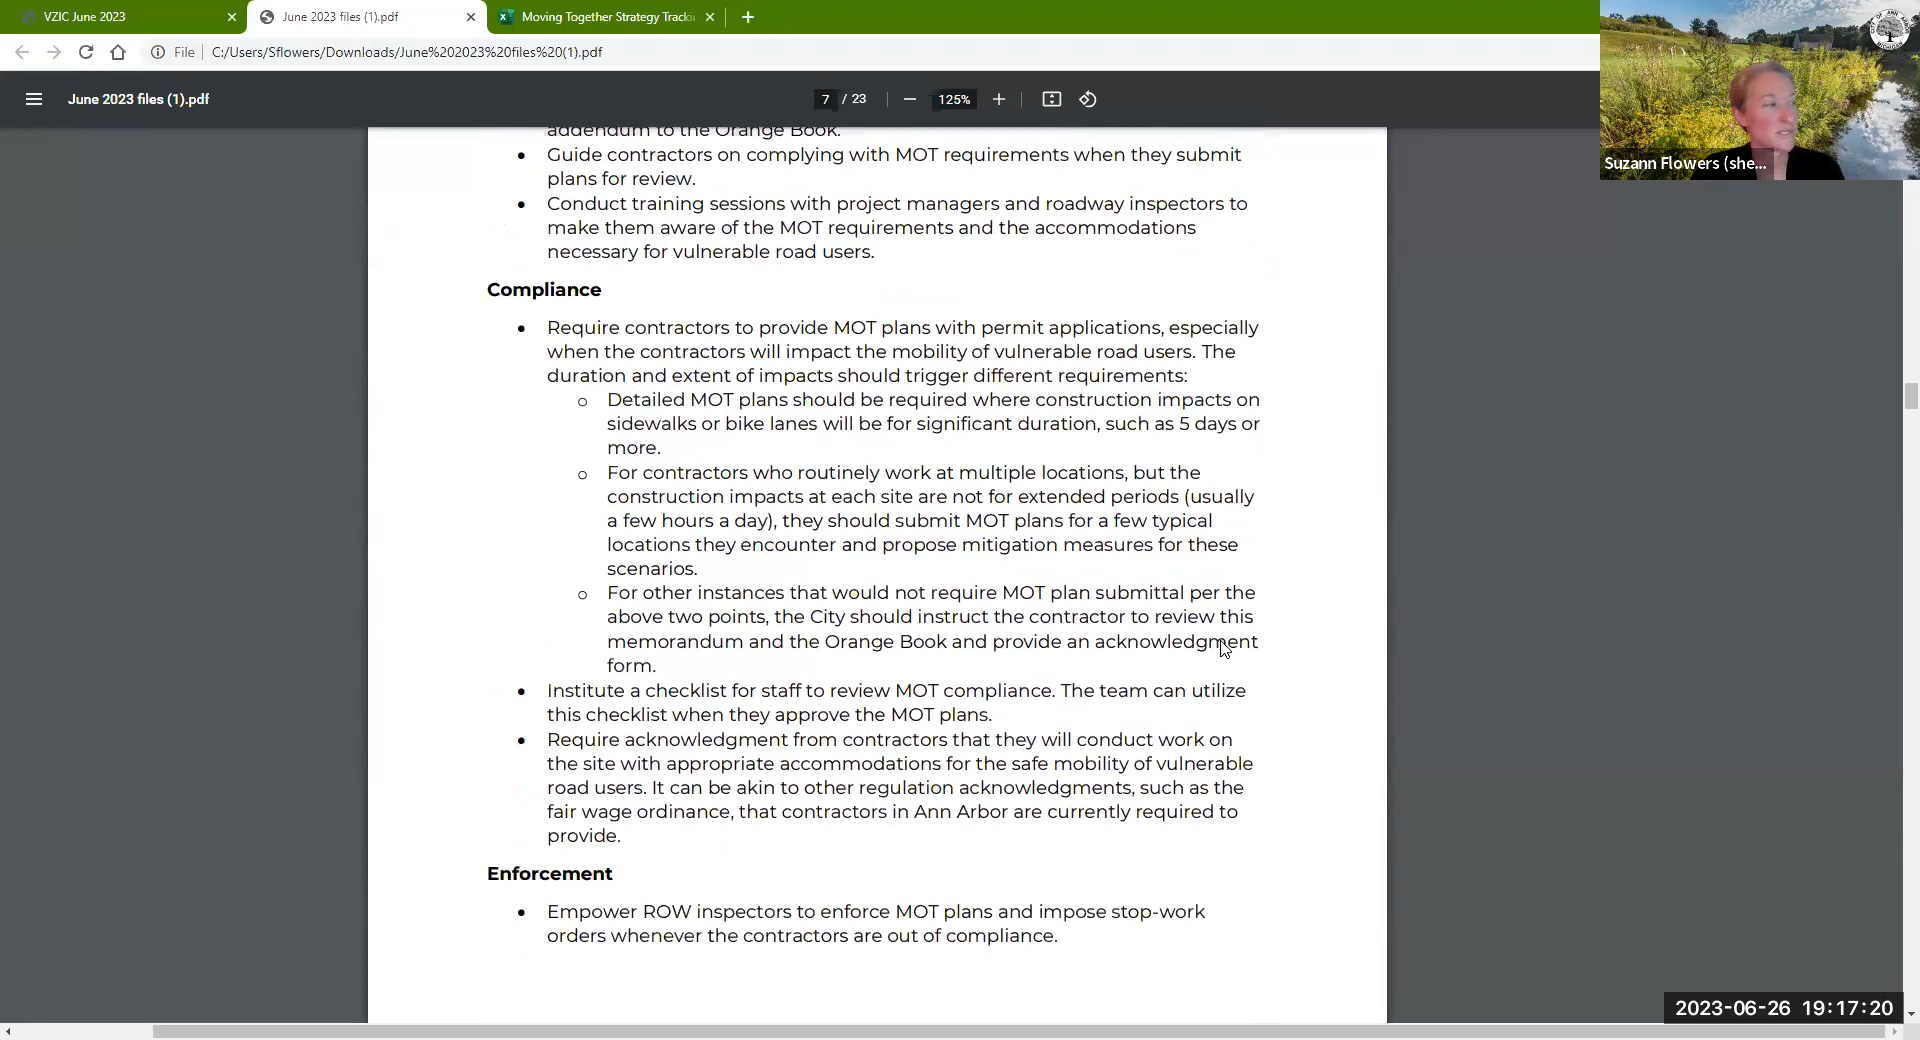 VZIC June 2023
June 2023 files (1).pdf
Moving Together Strategy Tracki
File
C:/Users/Sflowers/Downloads/June%202023%20files%20(1).pdf
June 2023 files (1).pdf
7 / 23
125%
Suzann Flowers (she...
addendum to the Orange Book.
• Guide contractors on complying with MOT requirements when they submit
plans for review.
• Conduct training sessions with project managers and roadway inspectors to
make them aware of the MOT requirements and the accommodations
necessary for vulnerable road users.
Compliance
• Require contractors to provide MOT plans with permit applications, especially
when the contractors will impact the mobility of vulnerable road users. The
duration and extent of impacts should trigger different requirements:
o Detailed MOT plans should be required where construction impacts on
sidewalks or bike lanes will be for significant duration, such as 5 days or
more.
o For contractors who routinely work at multiple locations, but the
construction impacts at each site are not for extended periods (usually
a few hours a day), they should submit MOT plans for a few typical
locations they encounter and propose mitigation measures for these
scenarios.
o For other instances that would not require MOT plan submittal per the
above two points, the City should instruct the contractor to review this
memorandum and the Orange Book and provide an acknowledgment
form.
• Institute a checklist for staff to review MOT compliance. The team can utilize
this checklist when they approve the MOT plans.
• Require acknowledgment from contractors that they will conduct work on
the site with appropriate accommodations for the safe mobility of vulnerable
road users. It can be akin to other regulation acknowledgments, such as the
fair wage ordinance, that contractors in Ann Arbor are currently required to
provide.
Enforcement
• Empower ROW inspectors to enforce MOT plans and impose stop-work
orders whenever the contractors are out of compliance.
2023-06-26 19:17:20